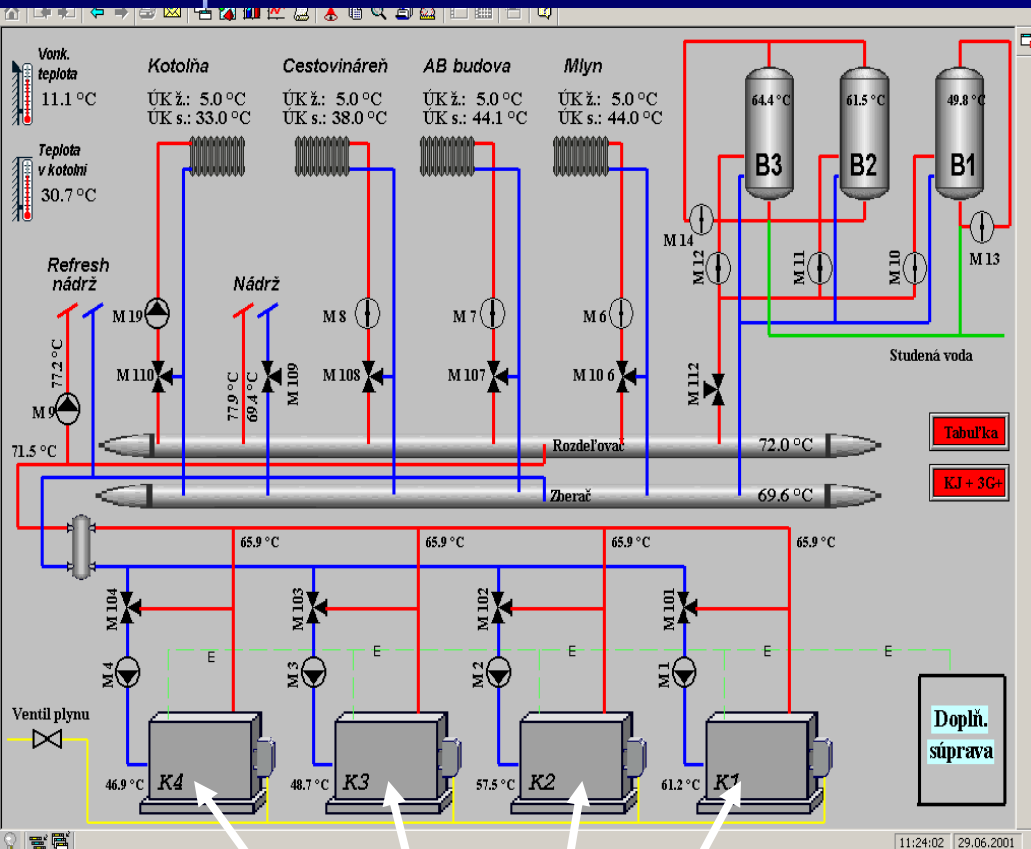 Vonk.
teplota
11.1 °C
Teplota
v kotolni
30.7 °C
Kotolňa
ÚK ž.: 5.0 °C
ÚK s.: 33.0 °C
Cestovináreň
ÚK ž.: 5.0 °C
ÚK s.: 38.0 °C
AB budova
ÚK ž.: 5.0 °C
ÚK s.: 44.1 °C
Mlyn
ÚK ž.: 5.0 °C
ÚK s.: 44.0 °C
64.4 °C
61.5 °C
49.8 °C
B3
B2
B1
M 14
M 13
M 12
M 11
M 10
Refresh
nádrž
Nádrž
M 19
M 8
M 7
M 6
Studená voda
77.2 °C
M 110
77.9 °C
69.4 °C
M 109
M 108
M 107
M 10 6
M 112
M 9
71.5 °C
Rozdeľovač
72.0 °C
Tabuľka
Zberač
69.6 °C
KJ + 3G+
65.9 °C
65.9 °C
65.9 °C
65.9 °C
M 104
M 103
M 102
M 101
E
E
E
E
E
M 4
M 3
M 2
M 1
Ventil plynu
Doplň.
súprava
46.9 °C
K4
48.7 °C
K3
57.5 °C
K2
61.2 °C
K1
11:24:02
29.06.2001